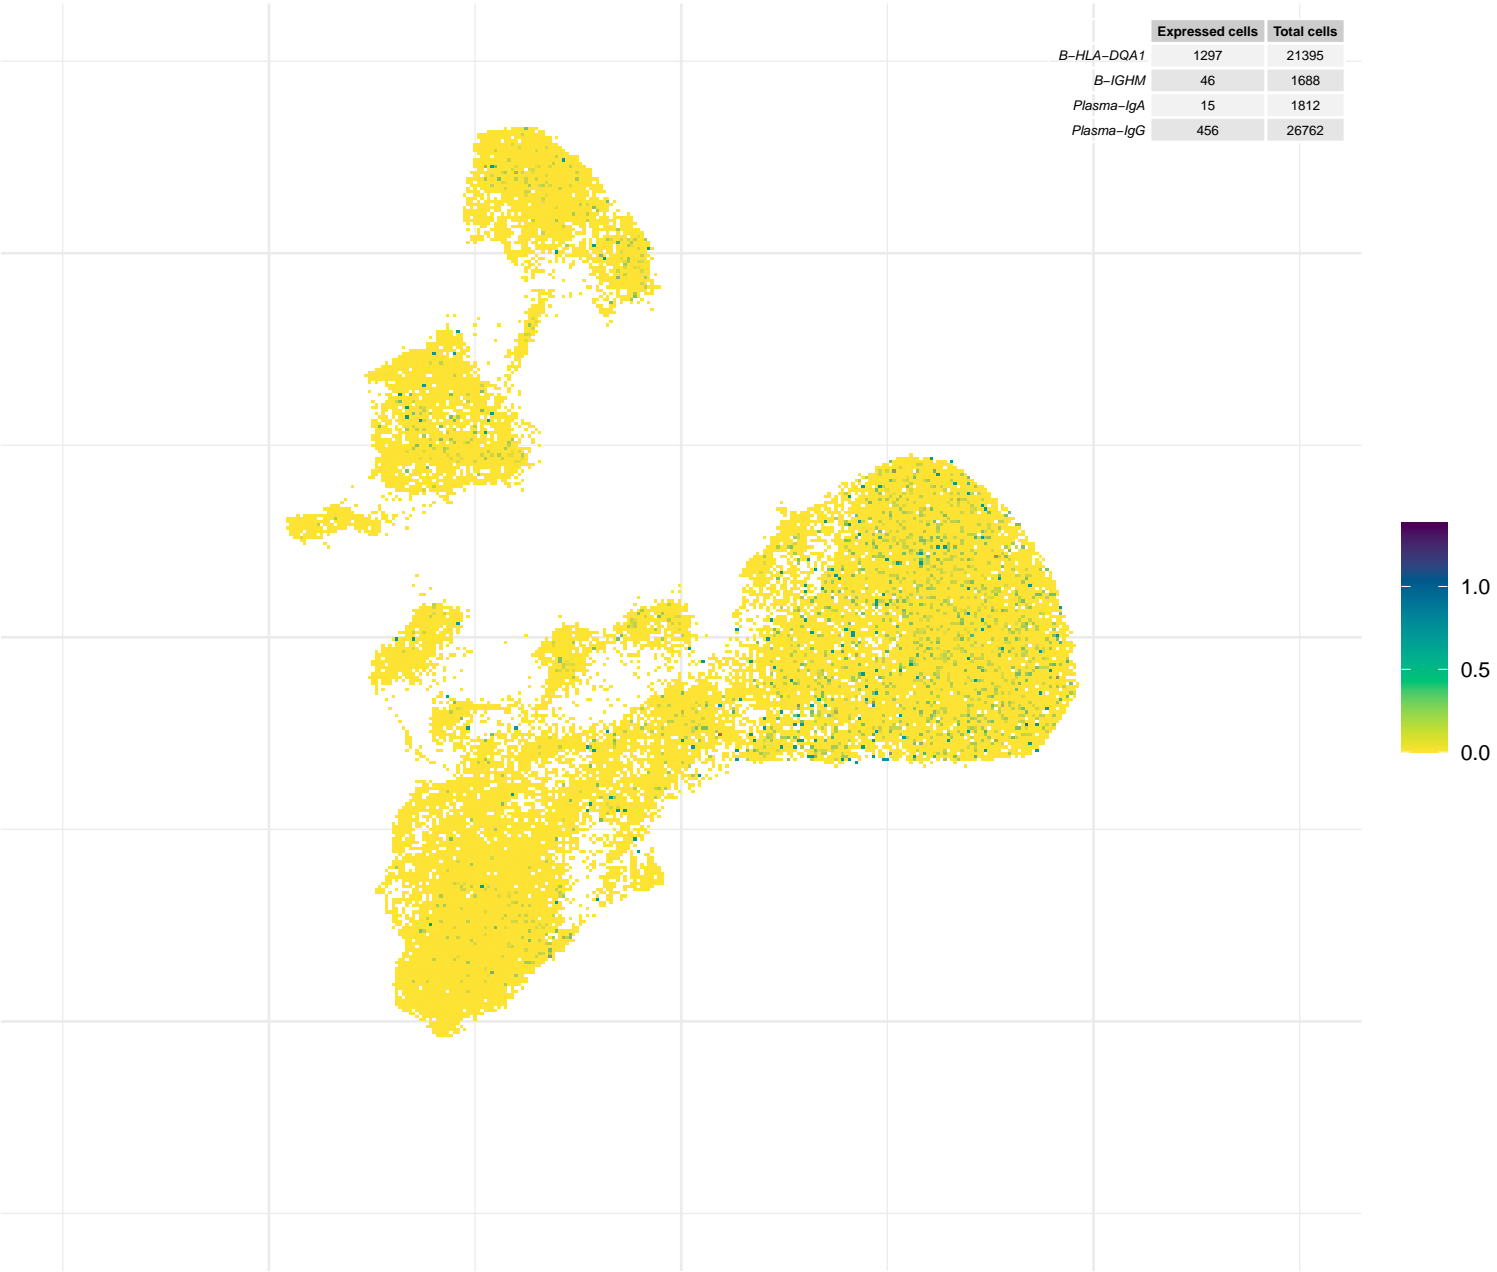 Expressed cells Total cells
B−HLA−DQA1 1297 21395
B−IGHM 46 1688
Plasma−IgA 15 1812
Plasma−IgG 456 26762
1.0
0.5
0.0